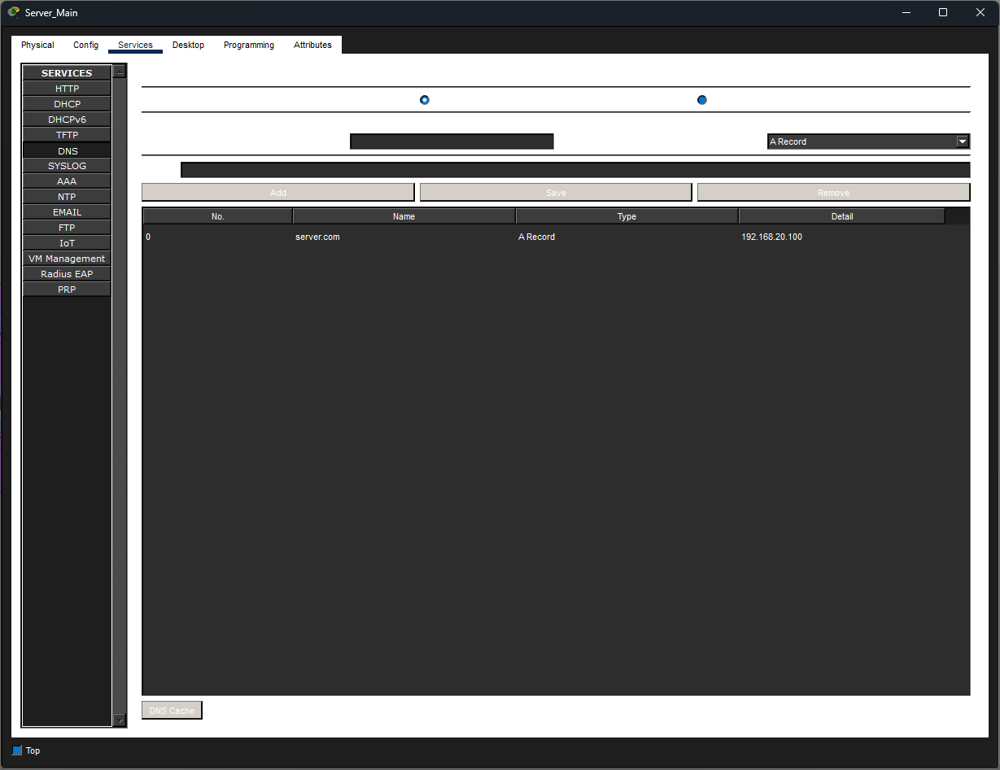 Server_Main
Physical Config Services Desktop Programming Attributes
SERVICES
HTTP
DHCP
DHCPv6
TFTP
DNS
SYSLOG
AAA
NTP
EMAIL
FTP
IoT
VM Management
Radius EAP
PRP
A Record
Add Save Remove
No. Name Type Detail
0 server.com A Record 192.168.20.100
DNS Cache
Top